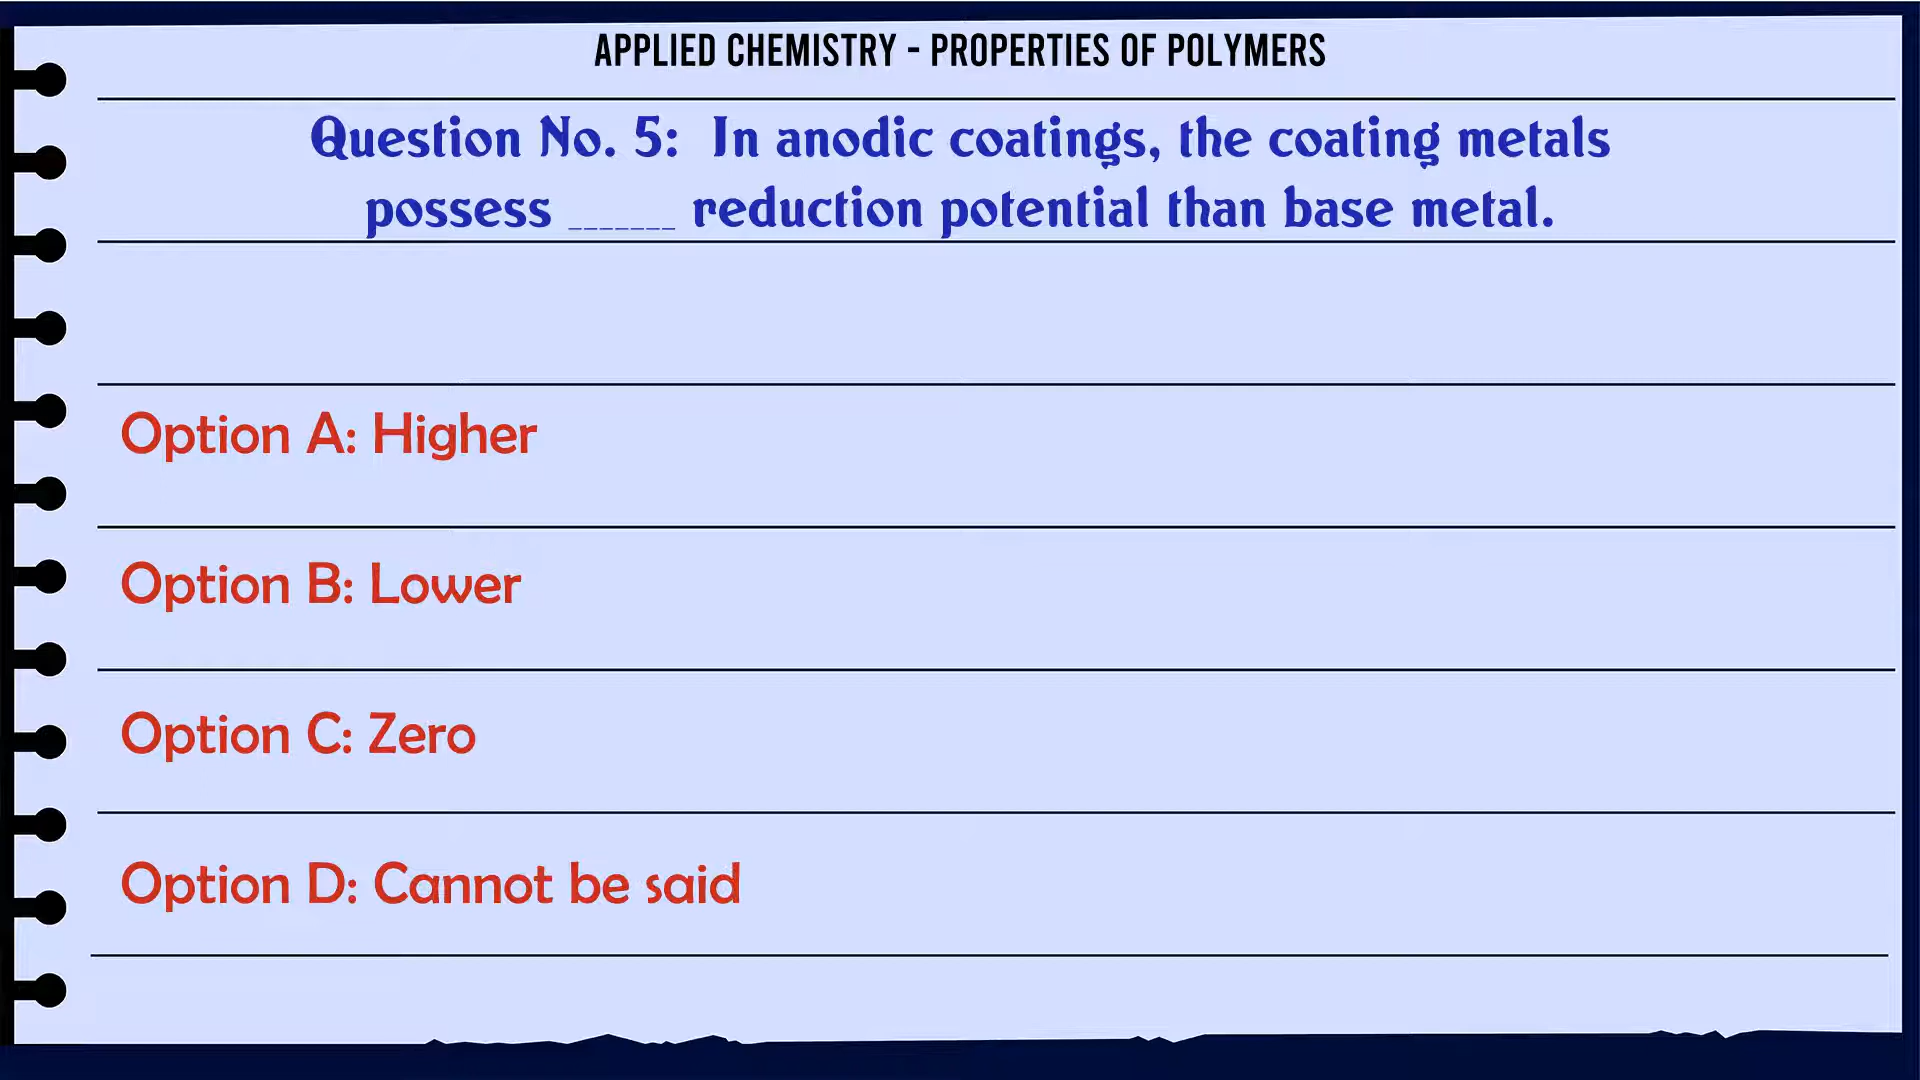 APPLIED CHEMISTRY - PROPERTIES OF POLYMERS
Question No. 5: In anodic coatings, the coating metals
possess _______ reduction potential than base metal.
Option A: Higher
Option B: Lower
Option C: Zero
Option D: Cannot be said